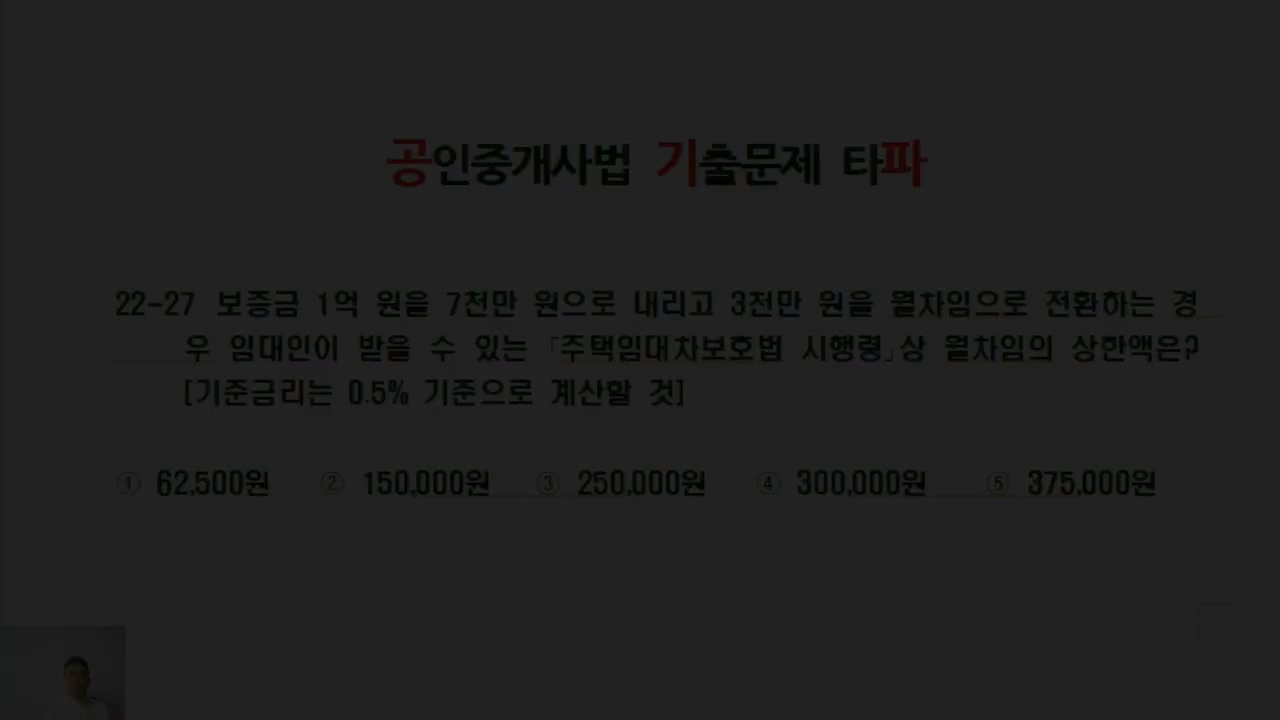 공인중개사법 기출문제 타파
22-27 보증금 1억 원을 7천만 원으로 내리고 3천만 원을 월차임으로 전환하는 경
우 임대인이 받을 수 있는 「주택임대차보호법 시행령」상 월차임의 상한액은?
[기준금리는 0.5% 기준으로 계산할 것]
① 62,500원 ② 150,000원 ③ 250,000원 ④ 300,000원 ⑤ 375,000원